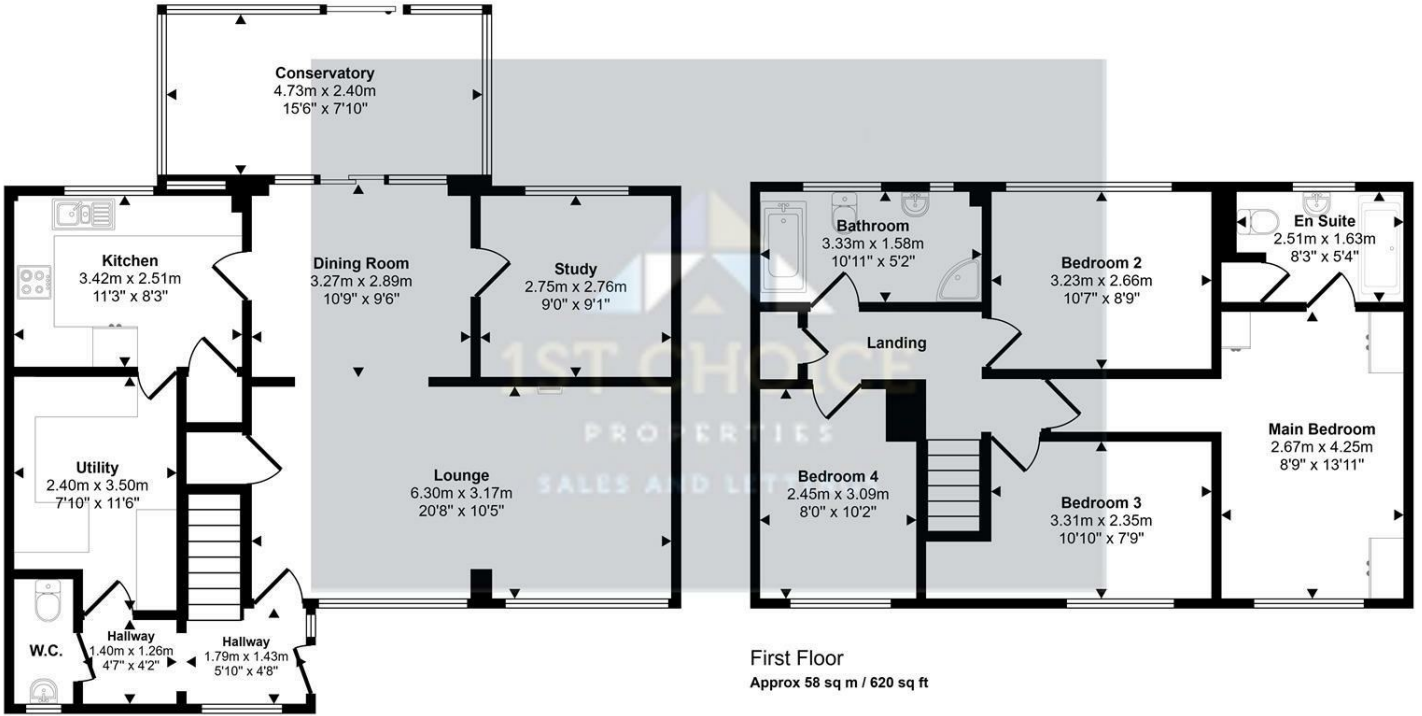 Conservatory
4.73m x 2.40m
15'6" x 7'10"
Kitchen
3.42m x 2.51m
11'3" x 8'3"
Dining Room
3.27m x 2.89m
10'9" x 9'6"
Study
2.75m x 2.76m
9'0" x 9'1"
Utility
2.40m x 3.50m
7'10" x 11'6"
Lounge
6.30m x 3.17m
20'8" x 10'5"
W.C.
Hallway
1.40m x 1.26m
4'7" x 4'2"
Hallway
1.79m x 1.43m
5'10" x 4'8"
Bathroom
3.33m x 1.58m
10'11" x 5'2"
Bedroom 2
3.23m x 2.66m
10'7" x 8'9"
En Suite
2.51m x 1.63m
8'3" x 5'4"
Landing
Main Bedroom
2.67m x 4.25m
8'9" x 13'11"
Bedroom 4
2.45m x 3.09m
8'0" x 10'2"
Bedroom 3
3.31m x 2.35m
10'10" x 7'9"
First Floor
Approx 58 sq m / 620 sq ft
1ST CHOICE
PROPERTIES
SALES AND